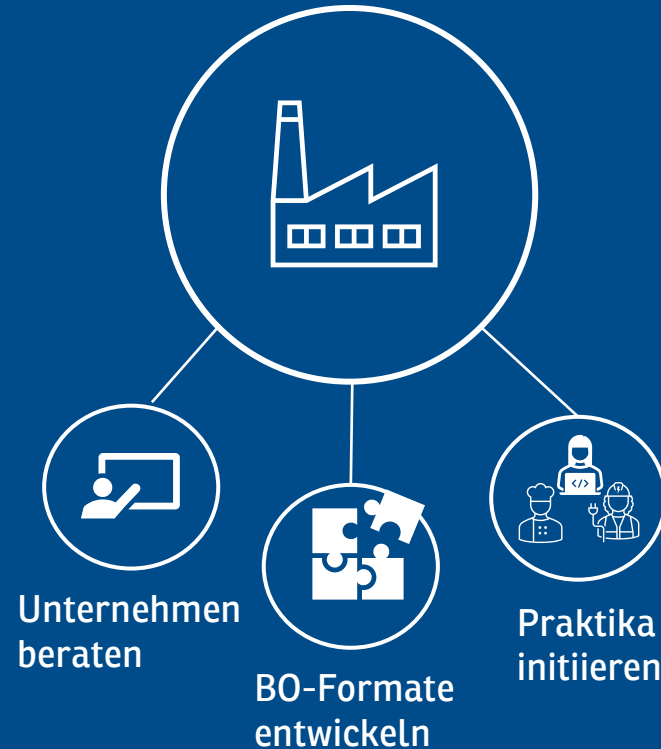 Unternehmen
beraten
BO-Formate
entwickeln
Praktika
initiieren